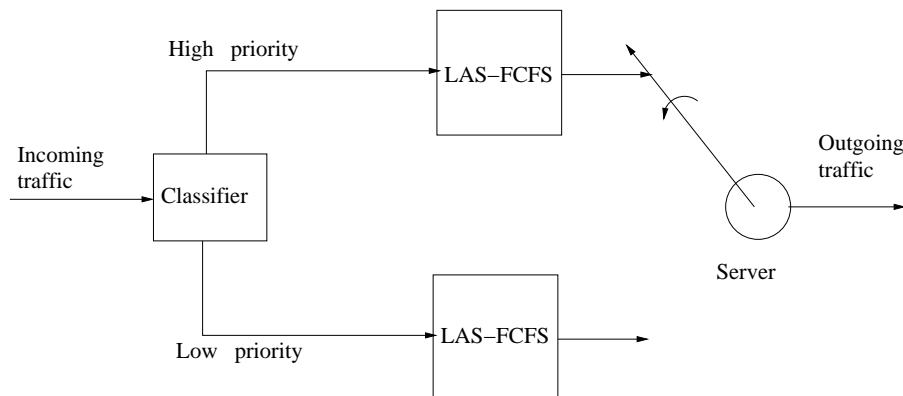 High priority
LAS−FCFS
Incoming
traffic
Classifier
Outgoing
traffic
Server
LAS−FCFS
Low priority